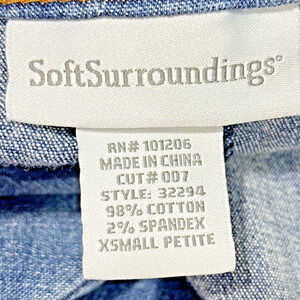 SoftSurroundings®
RN# 101206
MADE IN CHINA
CUT# 007
STYLE: 32294
98% COTTON
2% SPANDEX
XSMALL PETITE